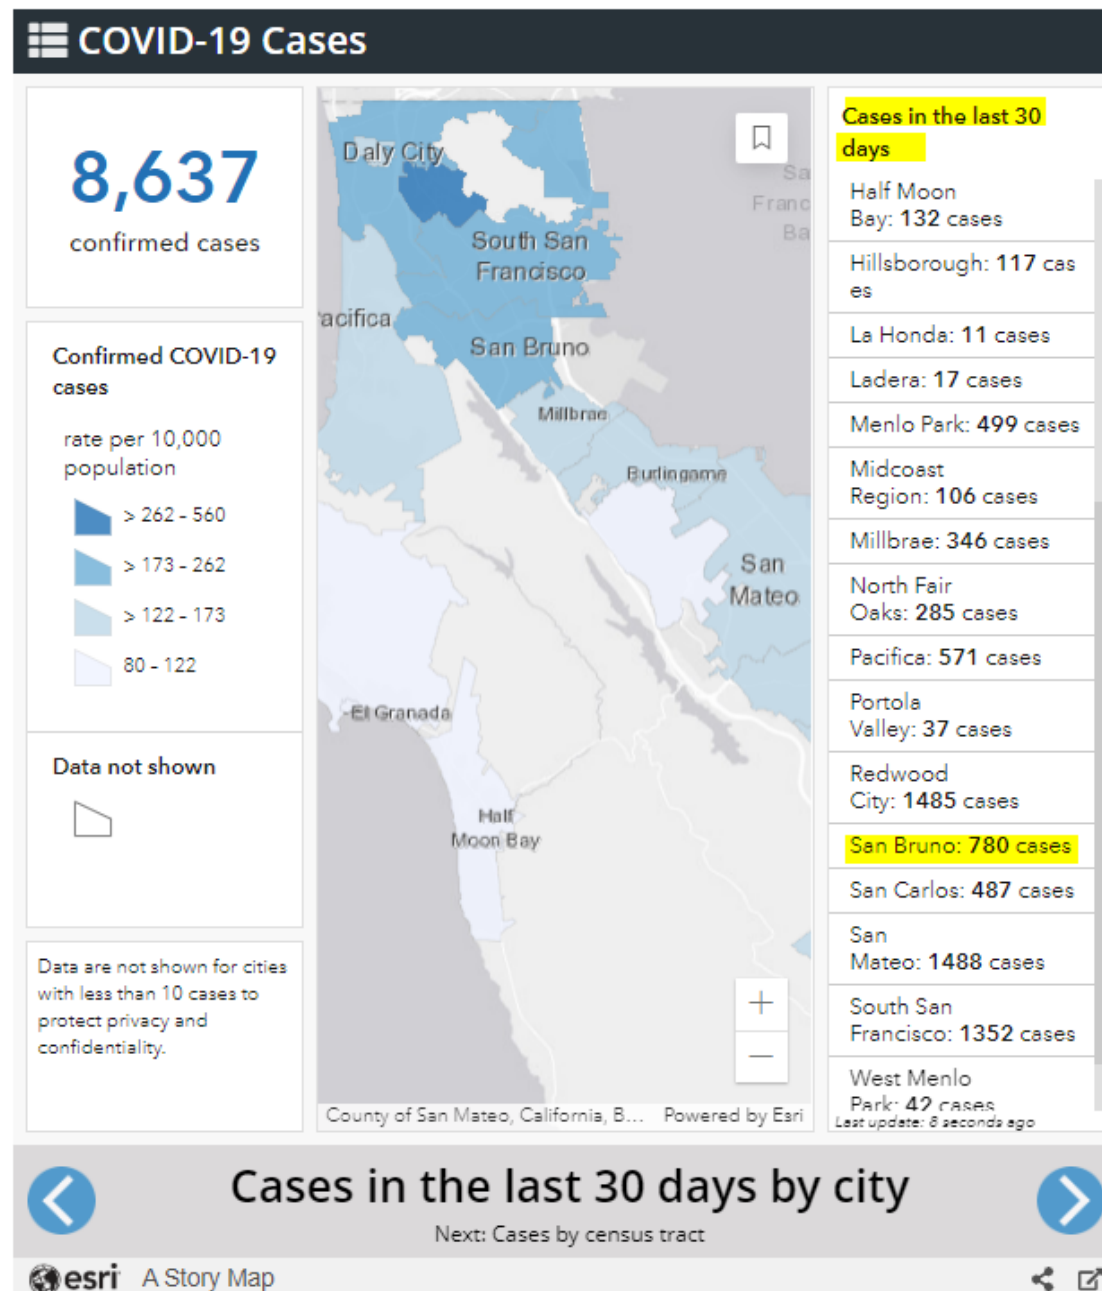 COVID-19 Cases
8,637
confirmed cases
Confirmed COVID-19
cases
rate per 10,000
population
> 262 - 560
> 173 - 262
> 122 - 173
80 - 122
Data not shown
Data are not shown for cities
with less than 10 cases to
protect privacy and
confidentiality.
Daly City
Sa
Franc
Ba
South San
Francisco
acifica
San Bruno
Millbrae
Burlingame
San
Mateo
El Granada
Half
Moon Bay
+
−
County of San Mateo, California, B...
Powered by Esri
Cases in the last 30
days
Half Moon
Bay: 132 cases
Hillsborough: 117 cas
es
La Honda: 11 cases
Ladera: 17 cases
Menlo Park: 499 cases
Midcoast
Region: 106 cases
Millbrae: 346 cases
North Fair
Oaks: 285 cases
Pacifica: 571 cases
Portola
Valley: 37 cases
Redwood
City: 1485 cases
San Bruno: 780 cases
San Carlos: 487 cases
San
Mateo: 1488 cases
South San
Francisco: 1352 cases
West Menlo
Park: 42 cases
Last update: 8 seconds ago
Cases in the last 30 days by city
Next: Cases by census tract
esri A Story Map